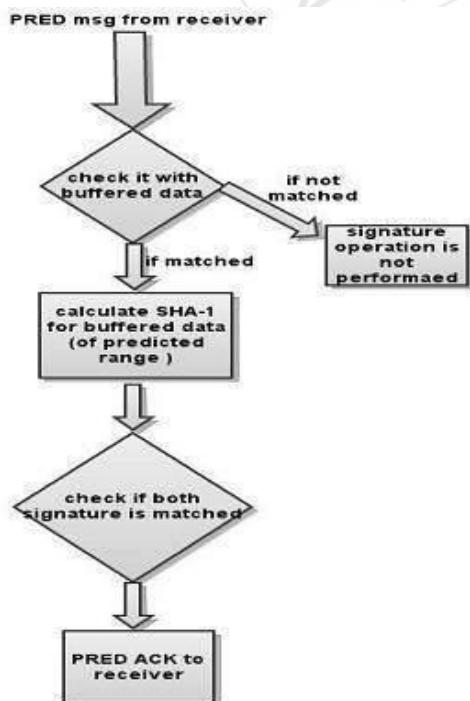 PRED msg from receiver
check it with
buffered data
if not
matched
signature
operation is
not
performaed
if matched
calculate SHA-1
for buffered data
(of predicted
range )
check if both
signature is matched
PRED ACK to
receiver